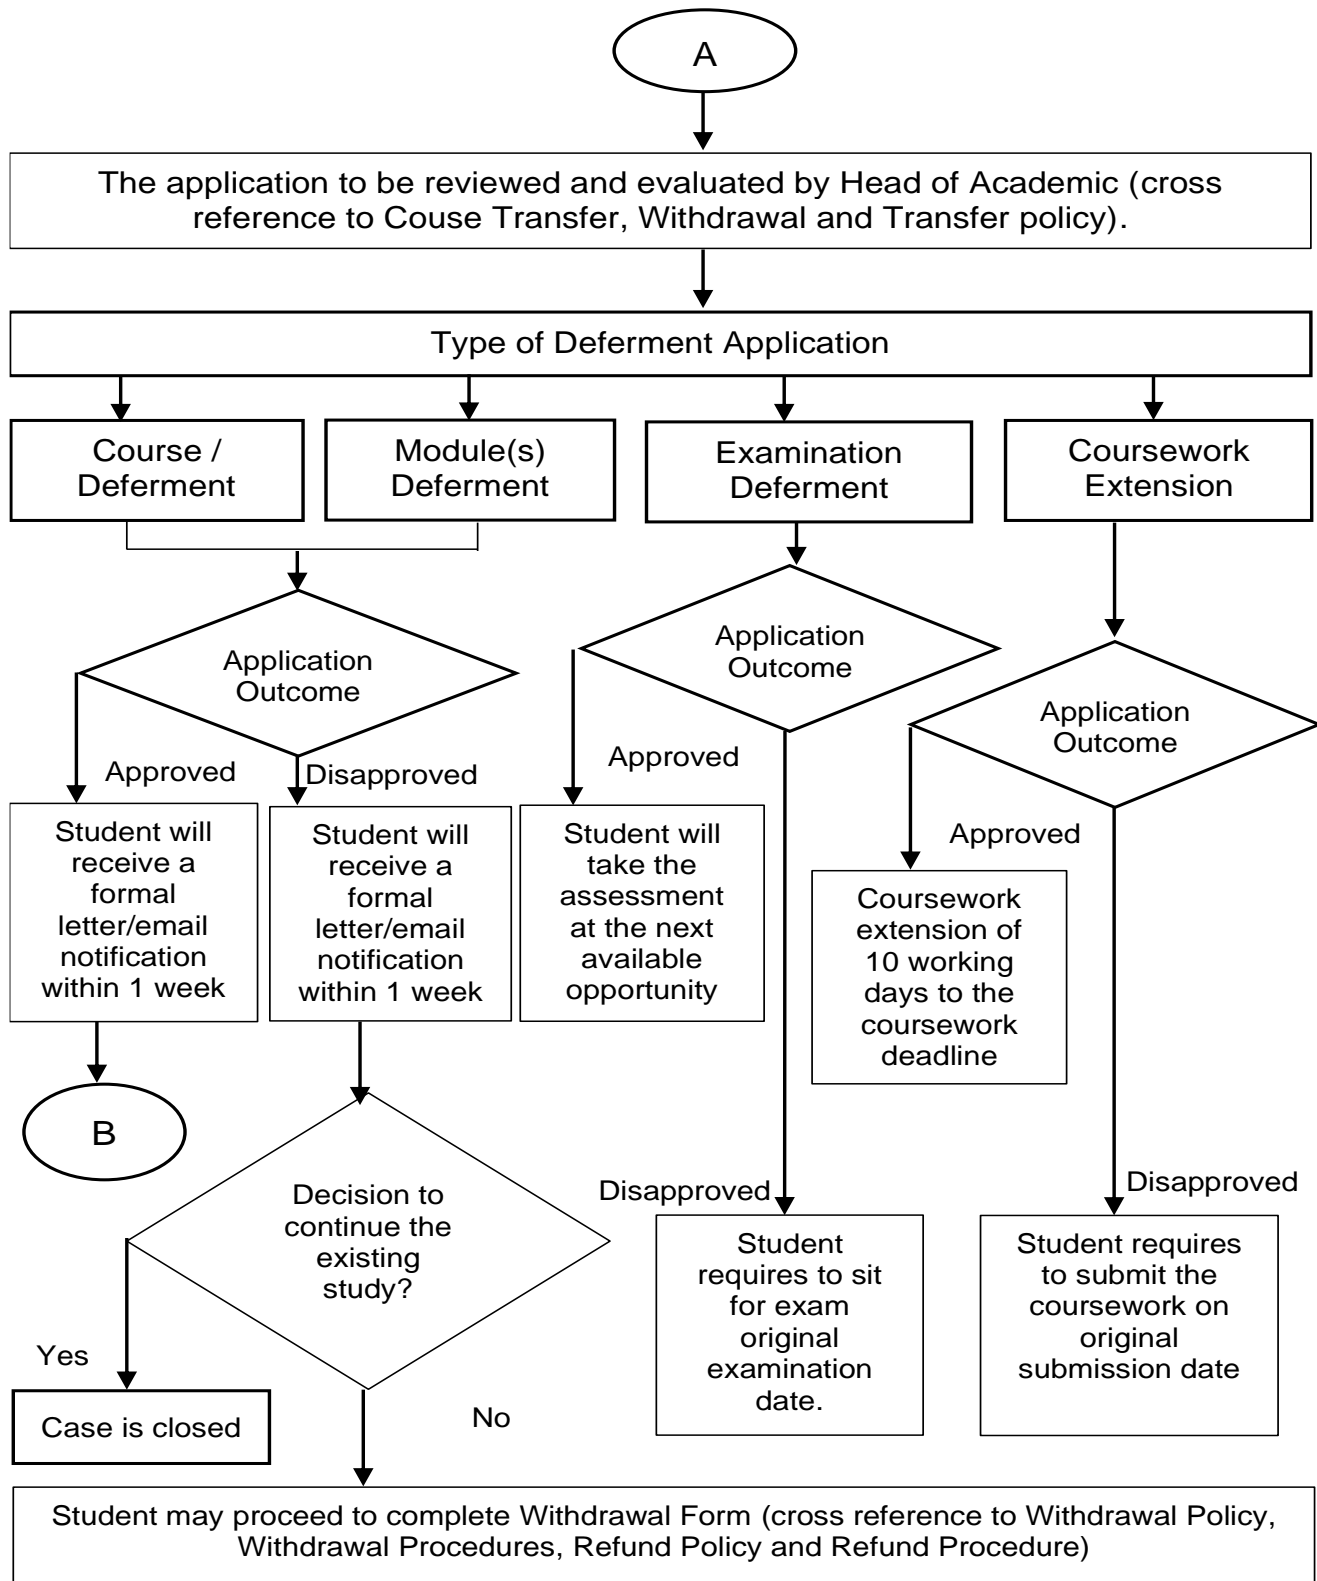 A
The application to be reviewed and evaluated by Head of Academic (cross
reference to Couse Transfer, Withdrawal and Transfer policy).
Type of Deferment Application
Course /
Deferment
Module(s)
Deferment
Examination
Deferment
Coursework
Extension
Application
Outcome
Application
Outcome
Application
Outcome
Approved
Disapproved
Approved
Approved
Student will
receive a
formal
letter/email
notification
within 1 week
Student will
receive a
formal
letter/email
notification
within 1 week
Student will
take the
assessment
at the next
available
opportunity
Coursework
extension of
10 working
days to the
coursework
deadline
B
Decision to
continue the
existing
study?
Disapproved
Disapproved
Student
requires to sit
for exam
original
examination
date.
Student requires
to submit the
coursework on
original
submission date
Yes
Case is closed
No
Student may proceed to complete Withdrawal Form (cross reference to Withdrawal Policy,
Withdrawal Procedures, Refund Policy and Refund Procedure)